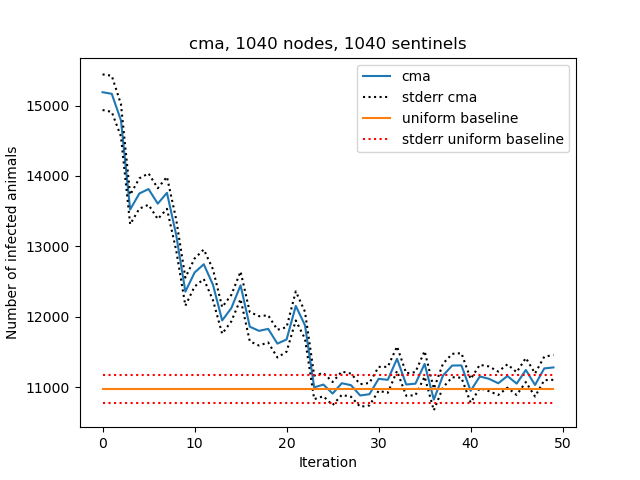 cma, 1040 nodes, 1040 sentinels
cma
stderr cma
uniform baseline
stderr uniform baseline
Number of infected animals
15000
14000
13000
12000
11000
0 10 20 30 40 50
Iteration